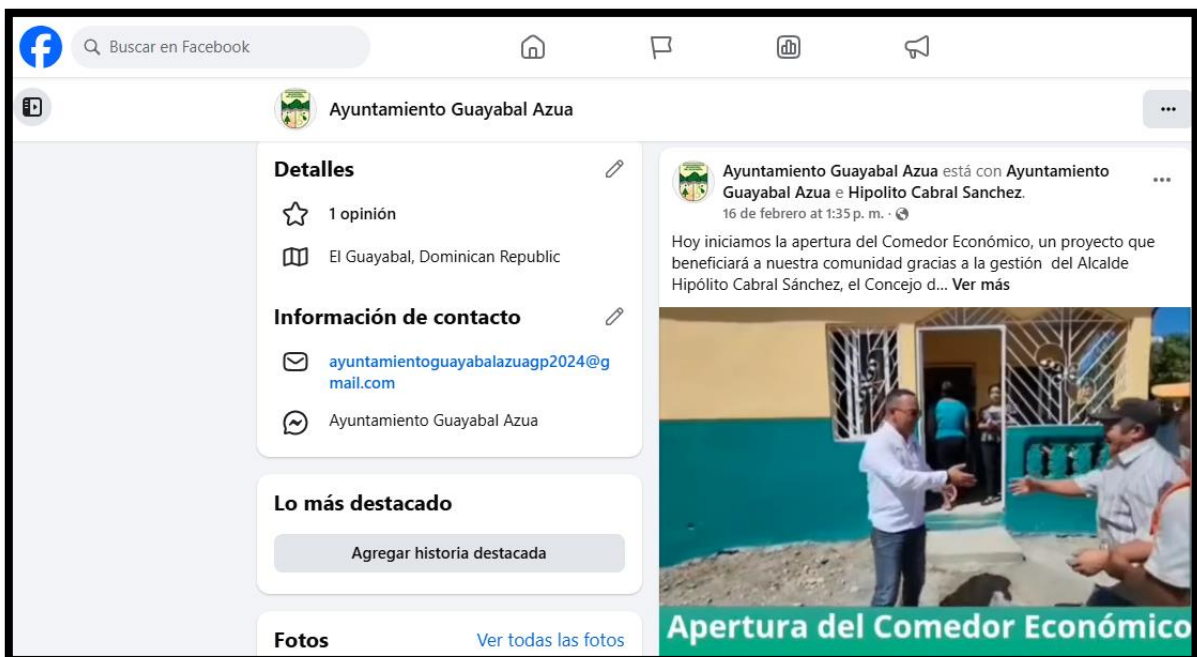 Buscar en Facebook
Ayuntamiento Guayabal Azua
Detalles
1 opinión
El Guayabal, Dominican Republic
Información de contacto
ayuntamientoguayabalazuagp2024@g
mail.com
Ayuntamiento Guayabal Azua
Lo más destacado
Agregar historia destacada
Fotos
Ver todas las fotos
Ayuntamiento Guayabal Azua está con Ayuntamiento
Guayabal Azua e Hipolito Cabral Sanchez.
16 de febrero at 1:35 p. m. ·
Hoy iniciamos la apertura del Comedor Económico, un proyecto que
beneficiará a nuestra comunidad gracias a la gestión del Alcalde
Hipólito Cabral Sánchez, el Concejo d... Ver más
Apertura del Comedor Económico